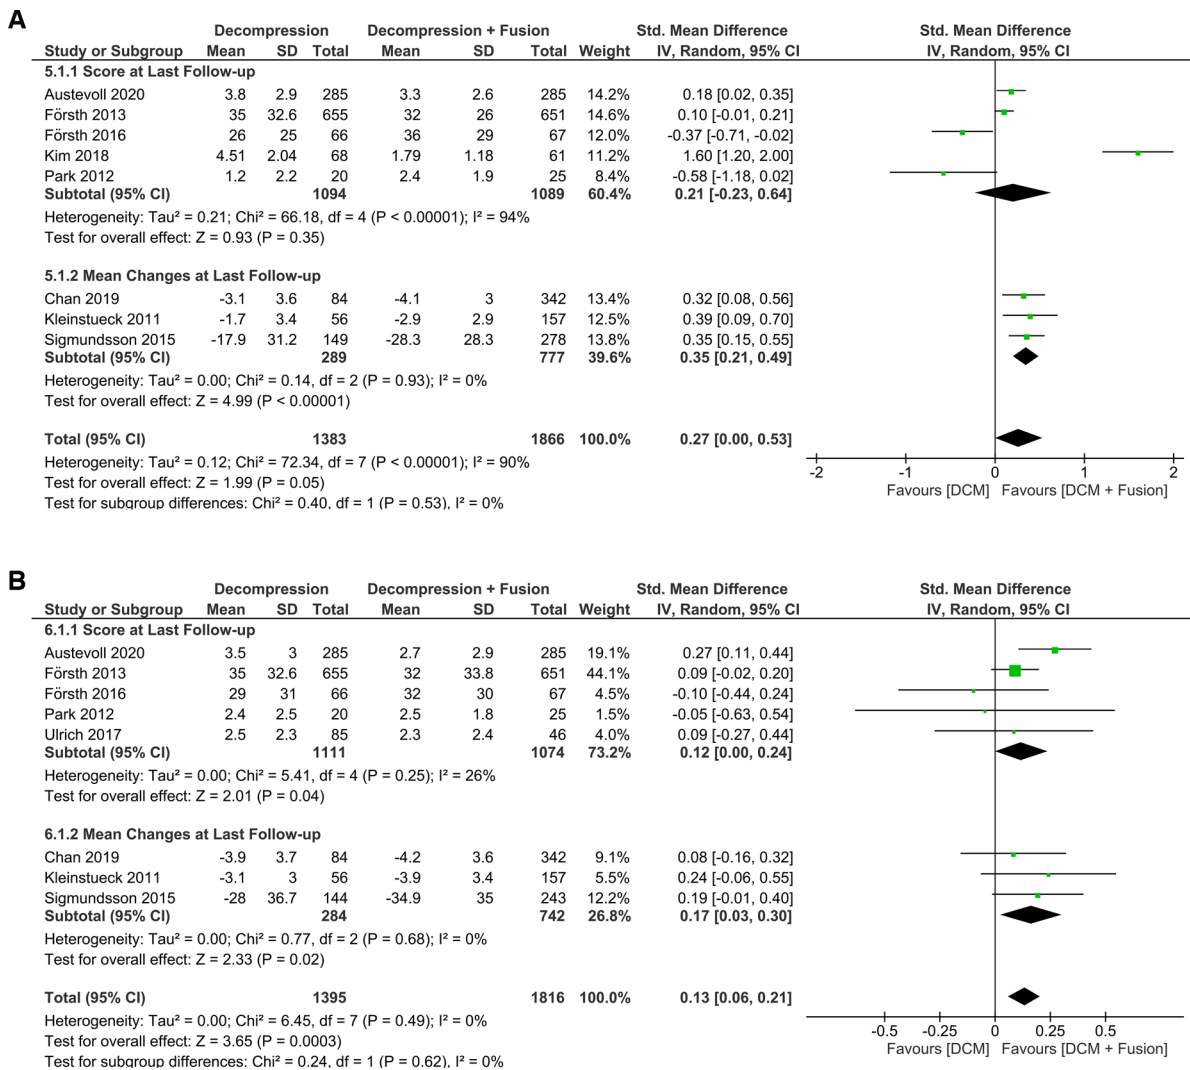 A
Decompression Decompression + Fusion Std. Mean Difference Std. Mean Difference
Study or Subgroup Mean SD Total Mean SD Total Weight IV, Random, 95% CI IV, Random, 95% CI
5.1.1 Score at Last Follow-up
Austevoll 2020 3.8 2.9 285 3.3 2.6 285 14.2% 0.18 [0.02, 0.35]
Försth 2013 35 32.6 655 32 26 651 14.6% 0.10 [-0.01, 0.21]
Försth 2016 26 25 66 36 29 67 12.0% -0.37 [-0.71, -0.02]
Kim 2018 4.51 2.04 68 1.79 1.18 61 11.2% 1.60 [1.20, 2.00]
Park 2012 1.2 2.2 20 2.4 1.9 25 8.4% -0.58 [-1.18, 0.02]
Subtotal (95% CI) 1094 1089 60.4% 0.21 [-0.23, 0.64]
Heterogeneity: Tau² = 0.21; Chi² = 66.18, df = 4 (P < 0.00001); I² = 94%
Test for overall effect: Z = 0.93 (P = 0.35)
5.1.2 Mean Changes at Last Follow-up
Chan 2019 -3.1 3.6 84 -4.1 3 342 13.4% 0.32 [0.08, 0.56]
Kleinstueck 2011 -1.7 3.4 56 -2.9 2.9 157 12.5% 0.39 [0.09, 0.70]
Sigmundsson 2015 -17.9 31.2 149 -28.3 28.3 278 13.8% 0.35 [0.15, 0.55]
Subtotal (95% CI) 289 777 39.6% 0.35 [0.21, 0.49]
Heterogeneity: Tau² = 0.00; Chi² = 0.14, df = 2 (P = 0.93); I² = 0%
Test for overall effect: Z = 4.99 (P < 0.00001)
Total (95% CI) 1383 1866 100.0% 0.27 [0.00, 0.53]
Heterogeneity: Tau² = 0.12; Chi² = 72.34, df = 7 (P < 0.00001); I² = 90%
Test for overall effect: Z = 1.99 (P = 0.05)
Test for subgroup differences: Chi² = 0.40, df = 1 (P = 0.53), I² = 0%
-2 -1 0 1 2
Favours [DCM] Favours [DCM + Fusion]
B
Decompression Decompression + Fusion Std. Mean Difference Std. Mean Difference
Study or Subgroup Mean SD Total Mean SD Total Weight IV, Random, 95% CI IV, Random, 95% CI
6.1.1 Score at Last Follow-up
Austevoll 2020 3.5 3 285 2.7 2.9 285 19.1% 0.27 [0.11, 0.44]
Försth 2013 35 32.6 655 32 33.8 651 44.1% 0.09 [-0.02, 0.20]
Försth 2016 29 31 66 32 30 67 4.5% -0.10 [-0.44, 0.24]
Park 2012 2.4 2.5 20 2.5 1.8 25 1.5% -0.05 [-0.63, 0.54]
Ulrich 2017 2.5 2.3 85 2.3 2.4 46 4.0% 0.09 [-0.27, 0.44]
Subtotal (95% CI) 1111 1074 73.2% 0.12 [0.00, 0.24]
Heterogeneity: Tau² = 0.00; Chi² = 5.41, df = 4 (P = 0.25); I² = 26%
Test for overall effect: Z = 2.01 (P = 0.04)
6.1.2 Mean Changes at Last Follow-up
Chan 2019 -3.9 3.7 84 -4.2 3.6 342 9.1% 0.08 [-0.16, 0.32]
Kleinstueck 2011 -3.1 3 56 -3.9 3.4 157 5.5% 0.24 [-0.06, 0.55]
Sigmundsson 2015 -28 36.7 144 -34.9 35 243 12.2% 0.19 [-0.01, 0.40]
Subtotal (95% CI) 284 742 26.8% 0.17 [0.03, 0.30]
Heterogeneity: Tau² = 0.00; Chi² = 0.77, df = 2 (P = 0.68); I² = 0%
Test for overall effect: Z = 2.33 (P = 0.02)
Total (95% CI) 1395 1816 100.0% 0.13 [0.06, 0.21]
Heterogeneity: Tau² = 0.00; Chi² = 6.45, df = 7 (P = 0.49); I² = 0%
Test for overall effect: Z = 3.65 (P = 0.0003)
Test for subgroup differences: Chi² = 0.24, df = 1 (P = 0.62), I² = 0%
-0.5 -0.25 0 0.25 0.5
Favours [DCM] Favours [DCM + Fusion]